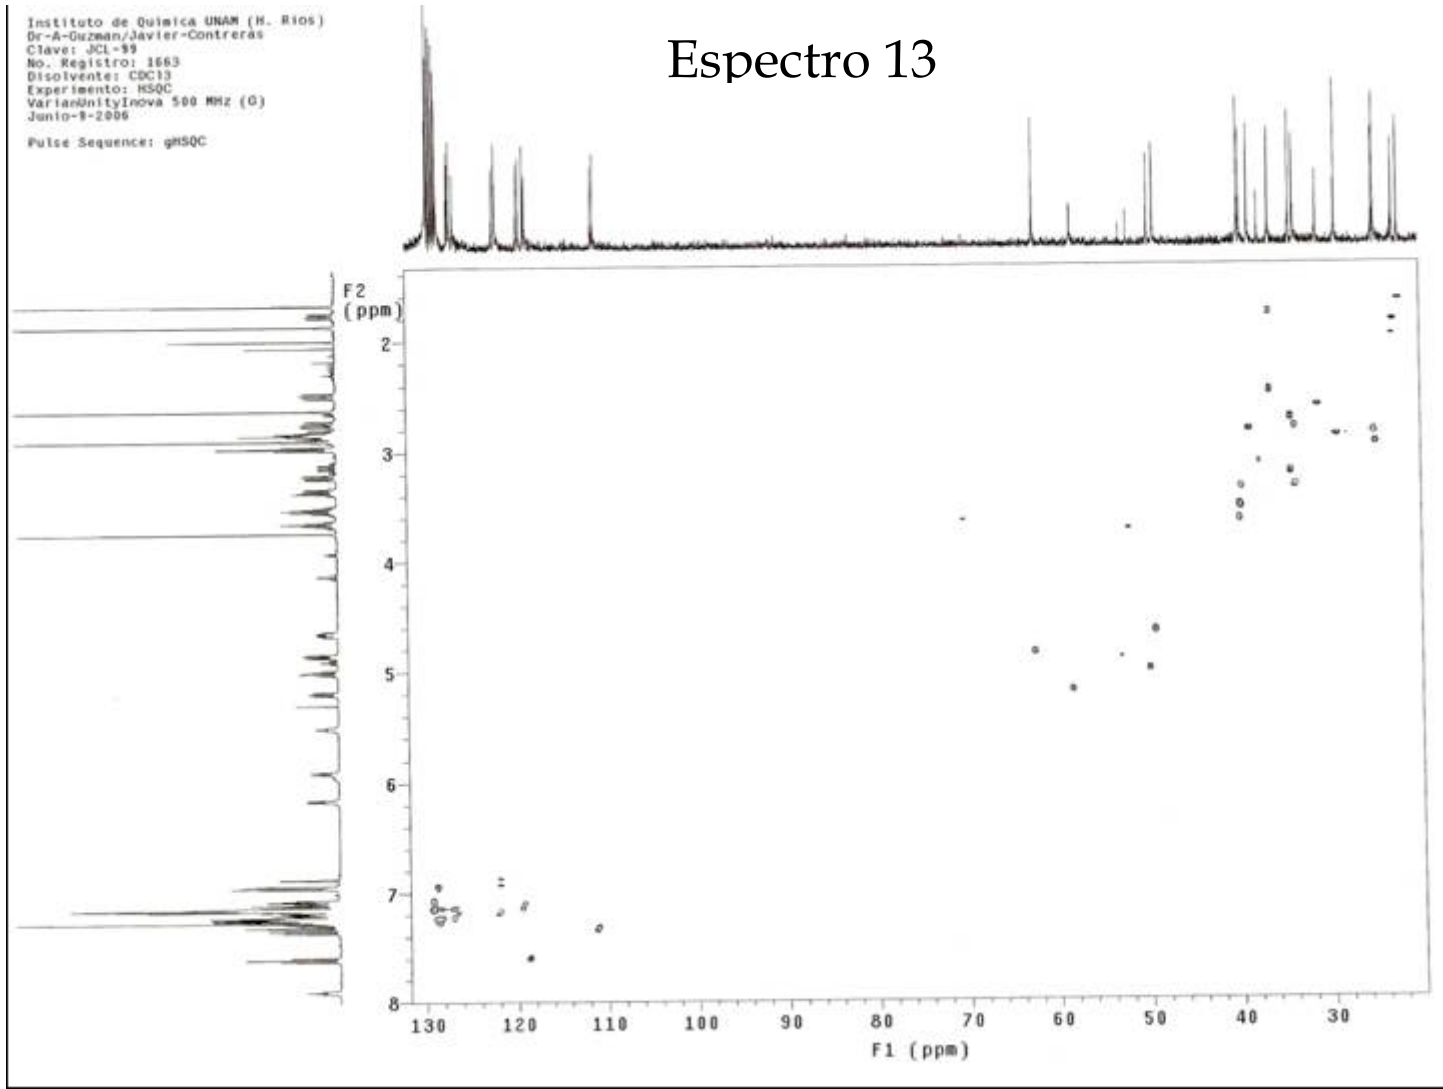 Instituto de Quimica UNAM (H. Rios)
Dr-A-Guzman/Javier-Contreras
Clave: JCL-99
No. Registro: 1663
Disolvente: CDCl3
Experimento: HSQC
VarianUnityInova 500 MHz (G)
Junio-9-2006
Pulse Sequence: gHSQC
Espectro 13
F2
(ppm)
2
3
4
5
6
7
8
130 120 110 100 90 80 70 60 50 40 30
F1 (ppm)